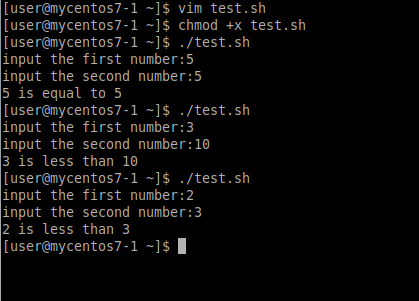 [user@mycentos7-1 ~]$ vim test.sh
[user@mycentos7-1 ~]$ chmod +x test.sh
[user@mycentos7-1 ~]$ ./test.sh
input the first number:5
input the second number:5
5 is equal to 5
[user@mycentos7-1 ~]$ ./test.sh
input the first number:3
input the second number:10
3 is less than 10
[user@mycentos7-1 ~]$ ./test.sh
input the first number:2
input the second number:3
2 is less than 3
[user@mycentos7-1 ~]$